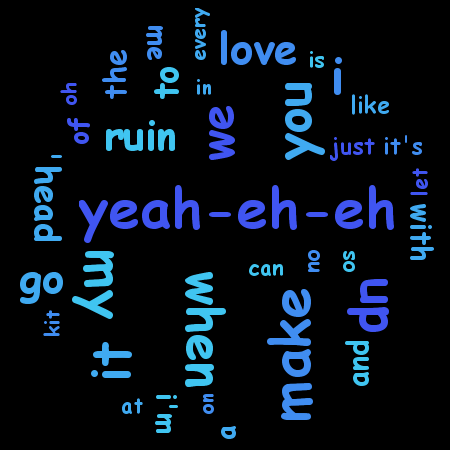 every
me
love
the
is
i
to
in
oh
you
like
of
ruin
we
just
it's
'head
let
yeah-eh-eh
with
my
go
can
no
so
when
make
up
kit
it
and
at
i'm
on
a